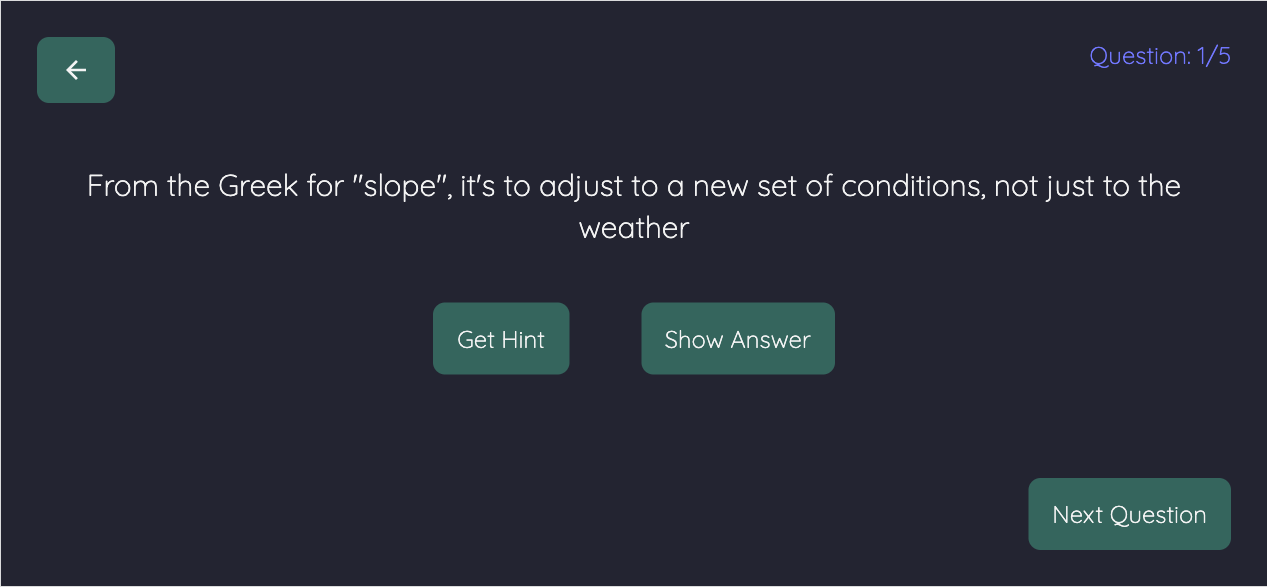 Question: 1/5
From the Greek for "slope", it's to adjust to a new set of conditions, not just to the
weather
Get Hint
Show Answer
Next Question